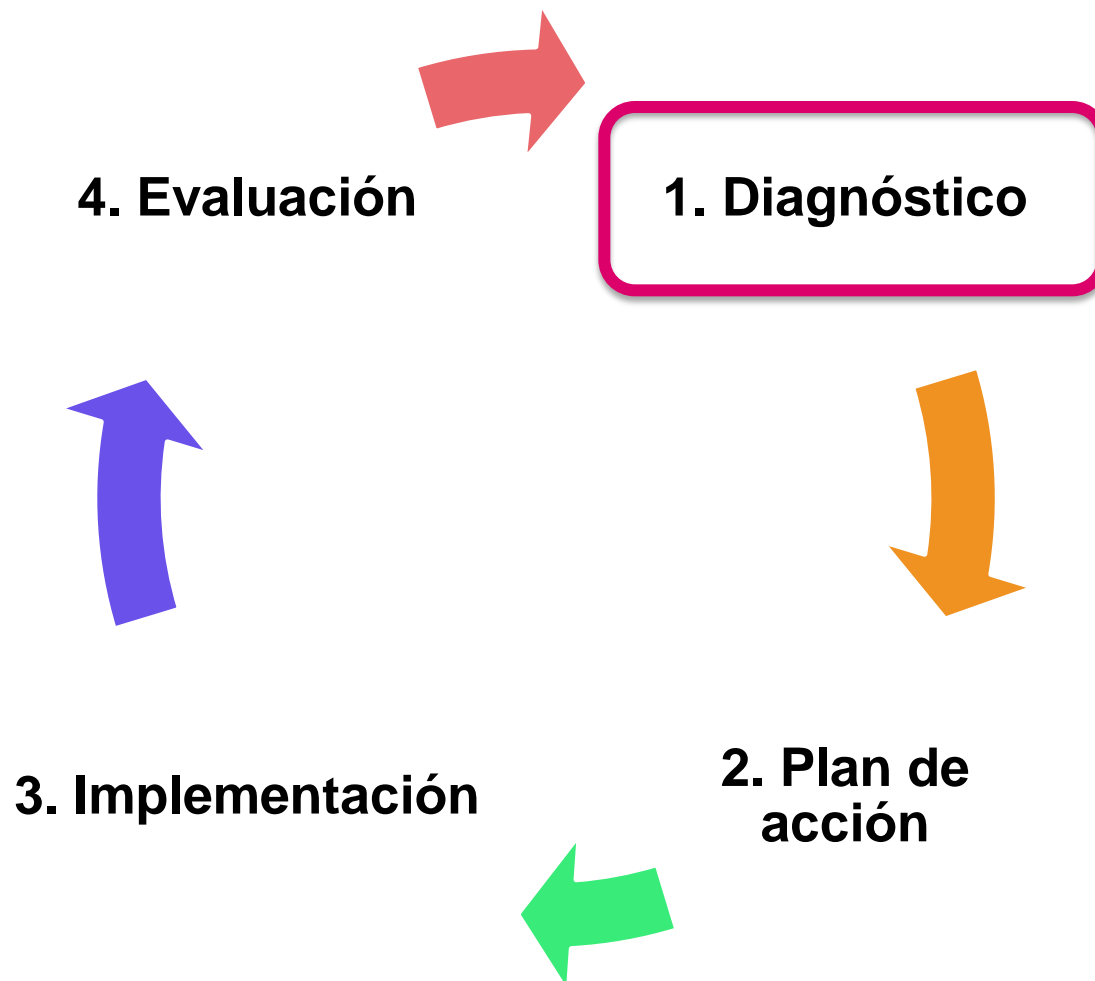 4. Evaluación
1. Diagnóstico
3. Implementación
2. Plan de
acción